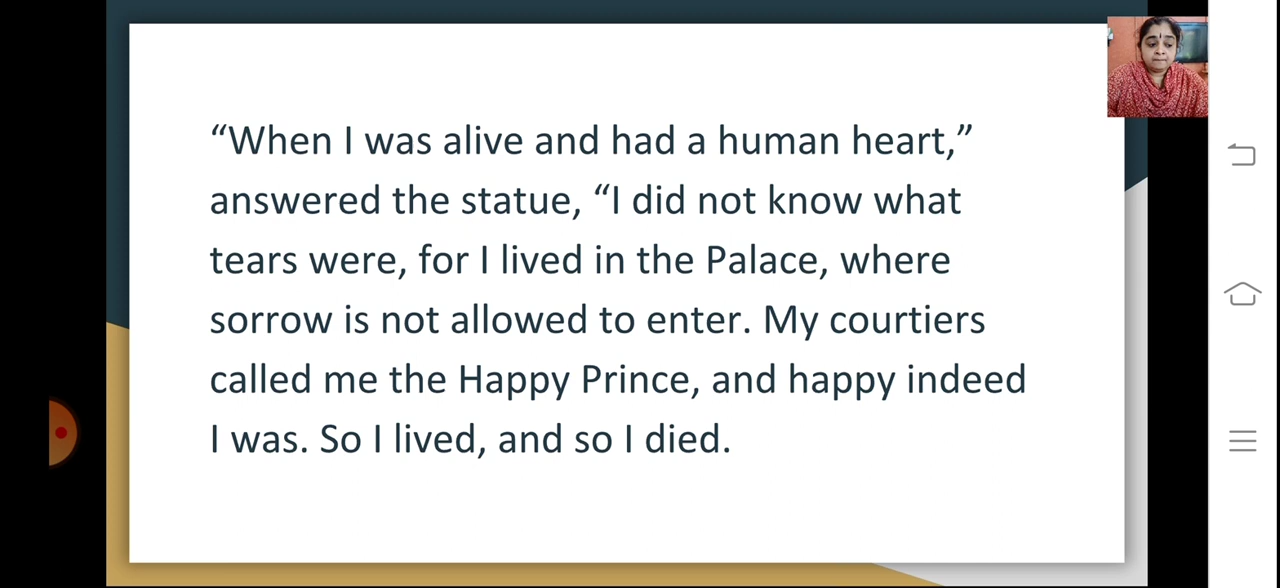 “When I was alive and had a human heart,”
answered the statue, “I did not know what
tears were, for I lived in the Palace, where
sorrow is not allowed to enter. My courtiers
called me the Happy Prince, and happy indeed
I was. So I lived, and so I died.